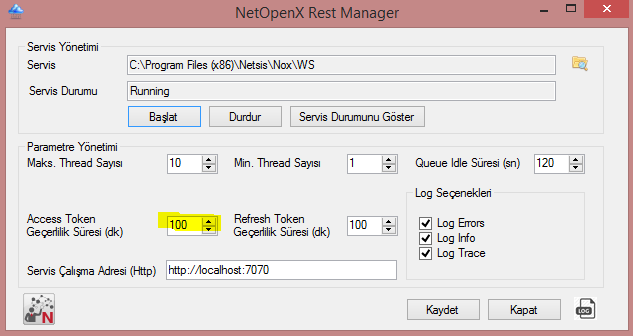 NetOpenX Rest Manager
Servis Yönetimi
Servis C:\Program Files (x86)\Netsis\Nox\WS
Servis Durumu Running
Başlat Durdur Servis Durumunu Göster
Parametre Yönetimi
Maks. Thread Sayısı 10 Min. Thread Sayısı 1 Queue Idle Süresi (sn) 120
Log Seçenekleri
Access Token Geçerlilik Süresi (dk) 100 Refresh Token Geçerlilik Süresi (dk) 100
Log Errors
Log Info
Log Trace
Servis Çalışma Adresi (Http) http://localhost:7070
N Kaydet Kapat LOG